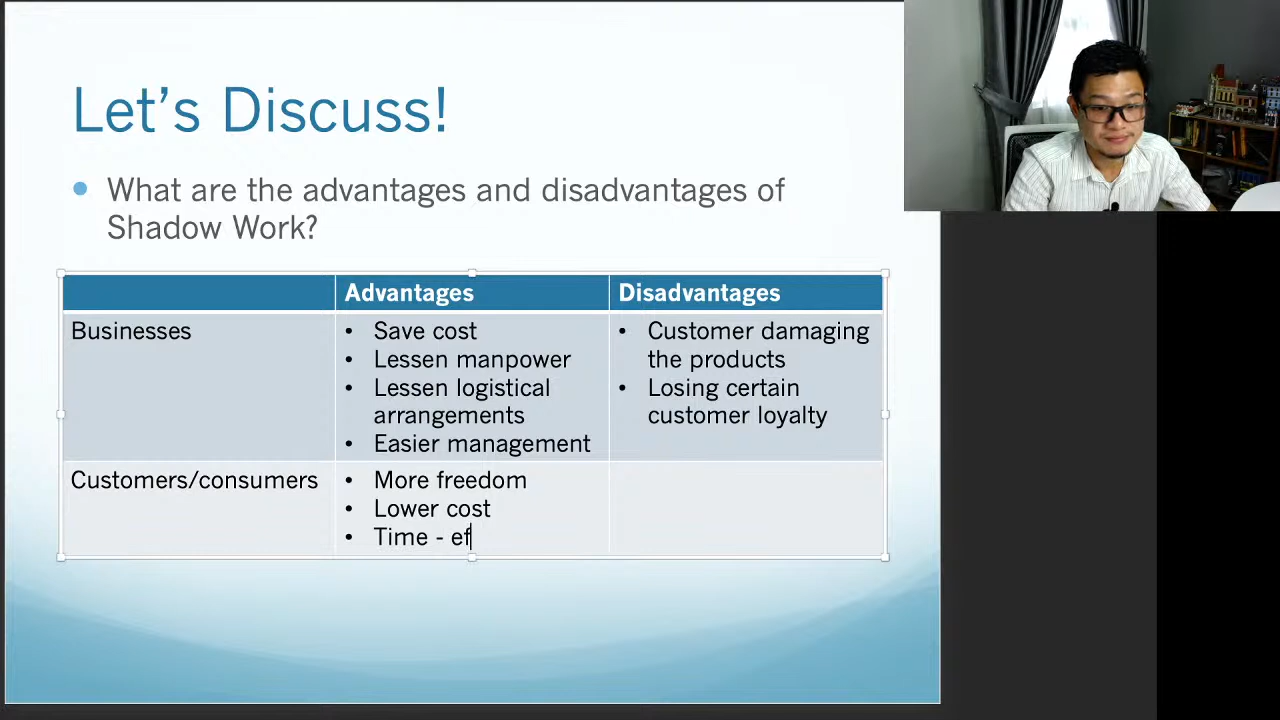 Let's Discuss!
• What are the advantages and disadvantages of
Shadow Work?
Advantages
Disadvantages
Businesses
• Save cost
• Lessen manpower
• Lessen logistical
arrangements
• Easier management
• Customer damaging
the products
• Losing certain
customer loyalty
Customers/consumers
• More freedom
• Lower cost
• Time - ef